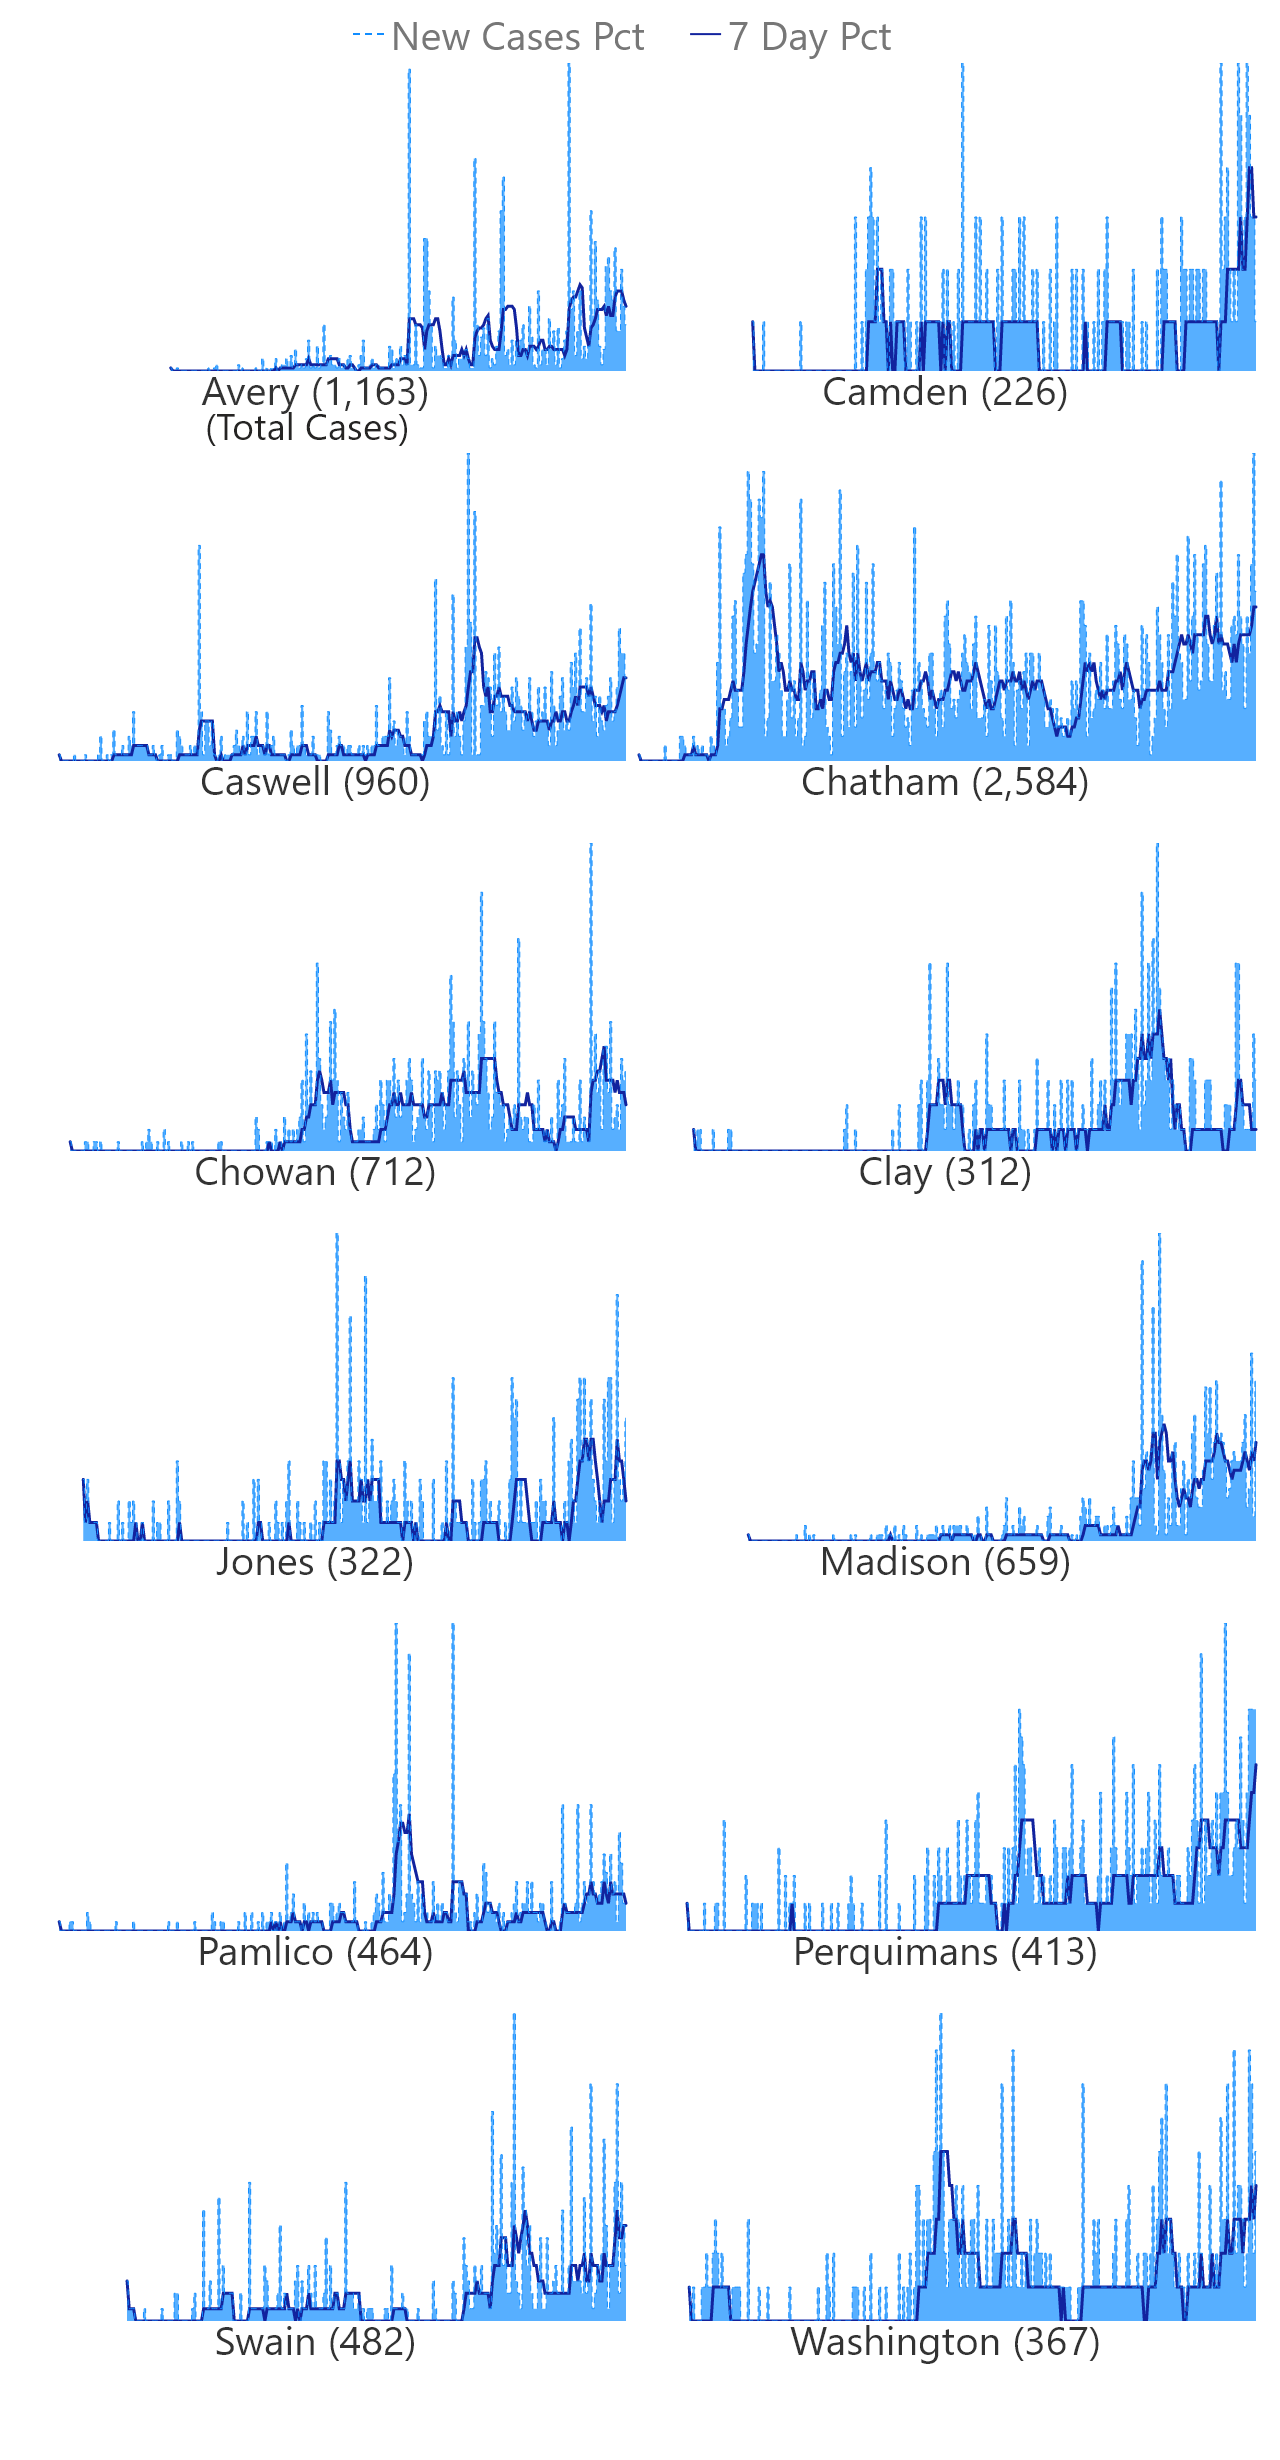 New Cases Pct 7 Day Pct
Avery (1,163) Camden (226)
(Total Cases)
Caswell (960) Chatham (2,584)
Chowan (712) Clay (312)
Jones (322) Madison (659)
Pamlico (464) Perquimans (413)
Swain (482) Washington (367)